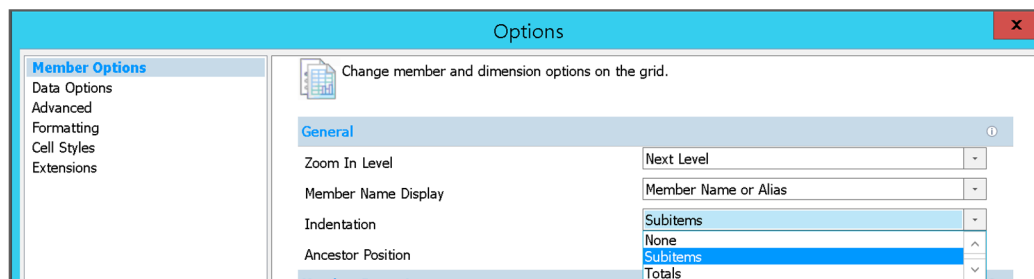 Options
x
Member Options
Data Options
Advanced
Formatting
Cell Styles
Extensions
Change member and dimension options on the grid.
General
Zoom In Level Next Level
Member Name Display Member Name or Alias
Indentation Subitems
None
Ancestor Position Subitems
Totals